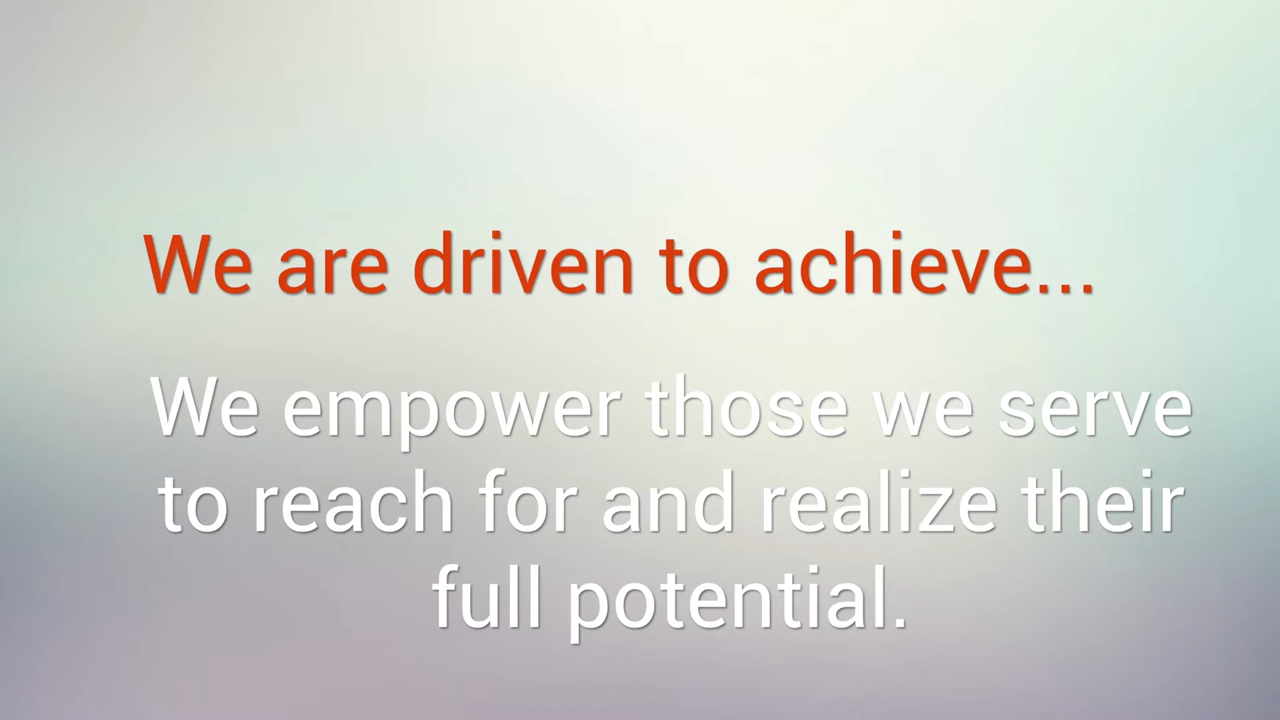 We are driven to achieve...
We empower those we serve
to reach for and realize their
full potential.